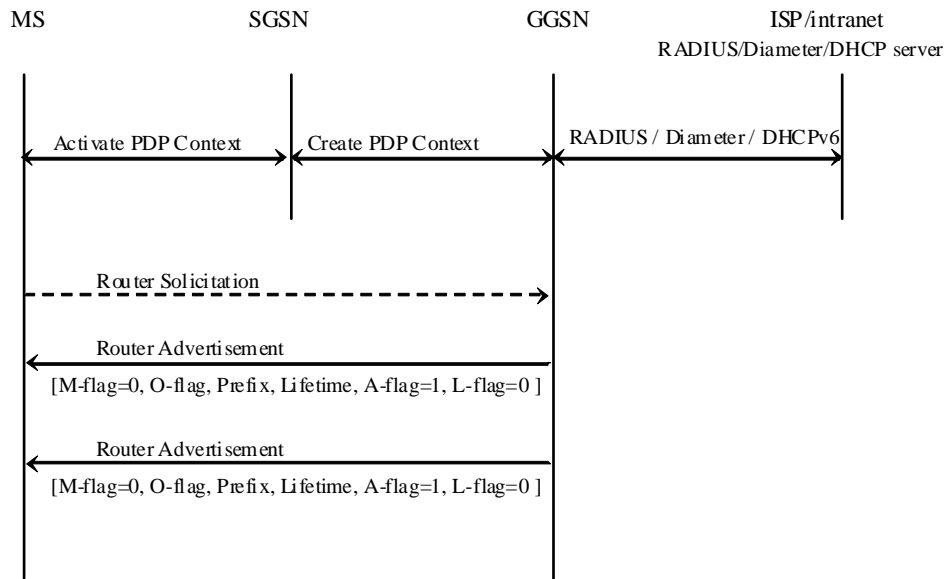 MS
SGSN
GGSN
ISP/intranet
RADIUS/Diameter/DHCP server
Activate PDP Context
Create PDP Context
RADIUS / Diameter / DHCPv6
Router Solicitation
Router Advertisement
[M-flag=0, O-flag, Prefix, Lifetime, A-flag=1, L-flag=0 ]
Router Advertisement
[M-flag=0, O-flag, Prefix, Lifetime, A-flag=1, L-flag=0 ]